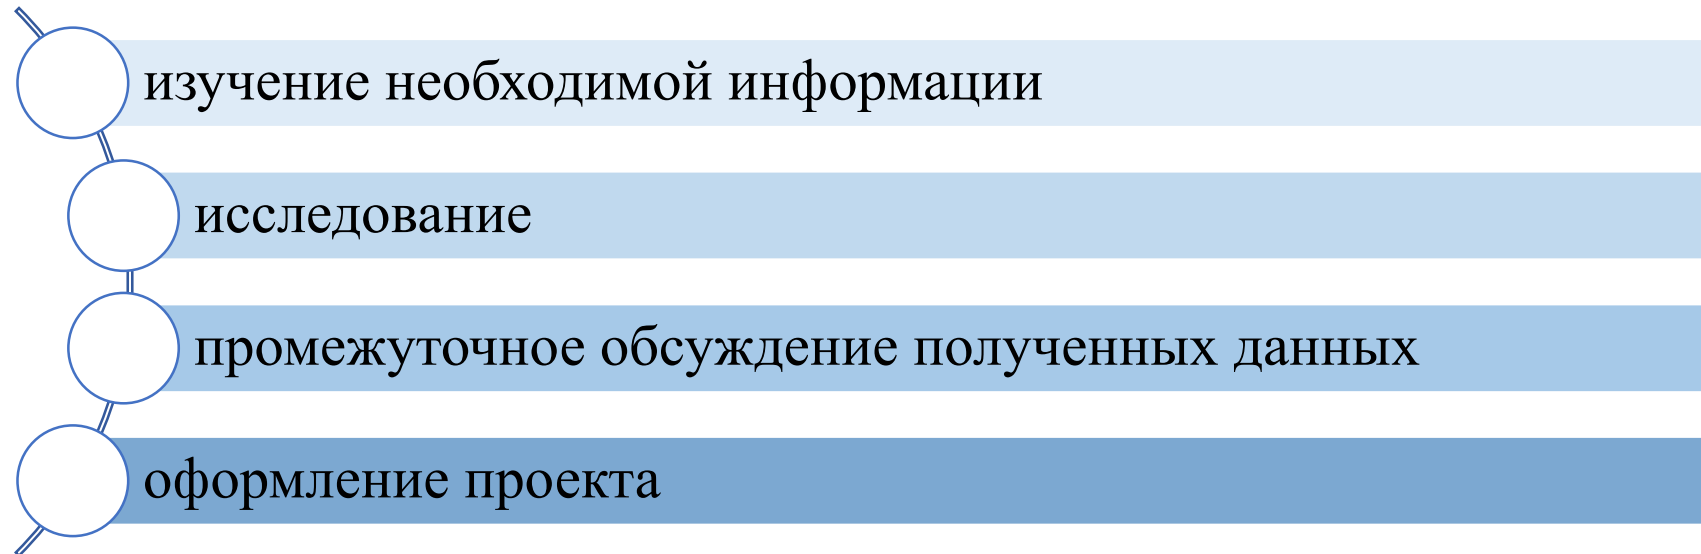 изучение необходимой информации
исследование
промежуточное обсуждение полученных данных
оформление проекта